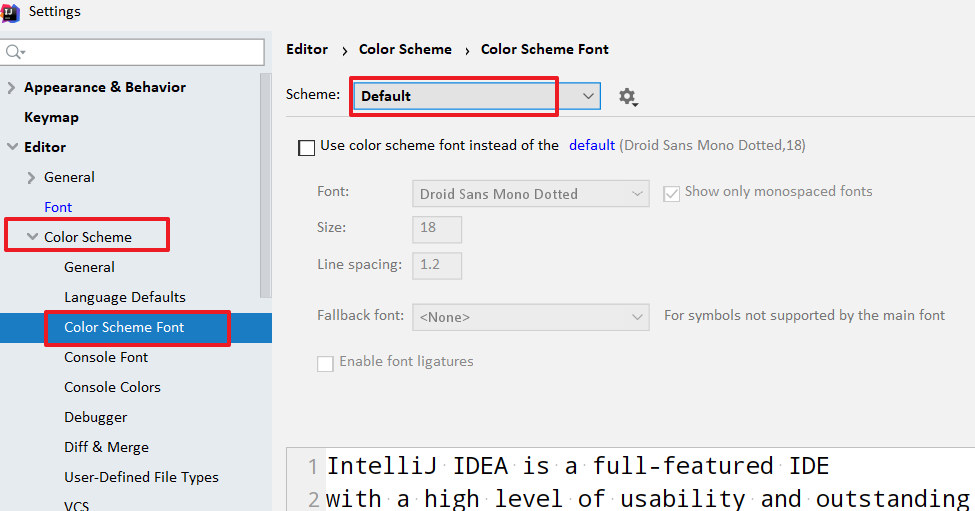 Settings
Editor › Color Scheme › Color Scheme Font
Appearance & Behavior
Keymap
Editor
General
Font
Color Scheme
General
Language Defaults
Color Scheme Font
Console Font
Console Colors
Debugger
Diff & Merge
User-Defined File Types
VCS
Scheme: Default
Use color scheme font instead of the default (Droid Sans Mono Dotted,18)
Font: Droid Sans Mono Dotted Show only monospaced fonts
Size: 18
Line spacing: 1.2
Fallback font: <None> For symbols not supported by the main font
Enable font ligatures
1 IntelliJ IDEA is a full-featured IDE
2 with a high level of usability and outstanding